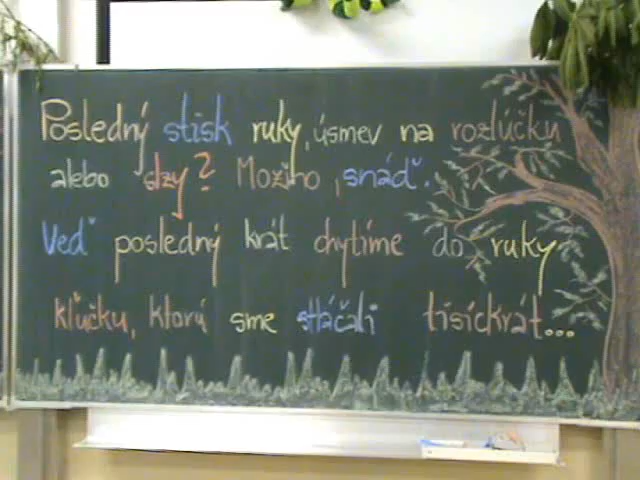 Posledný stisk ruky, úsmev na rozlúčku
alebo slzy? Možno, snáď.
Veď posledný krát chytíme do ruky
kľučku, ktorú sme stláčali tisíckrát...